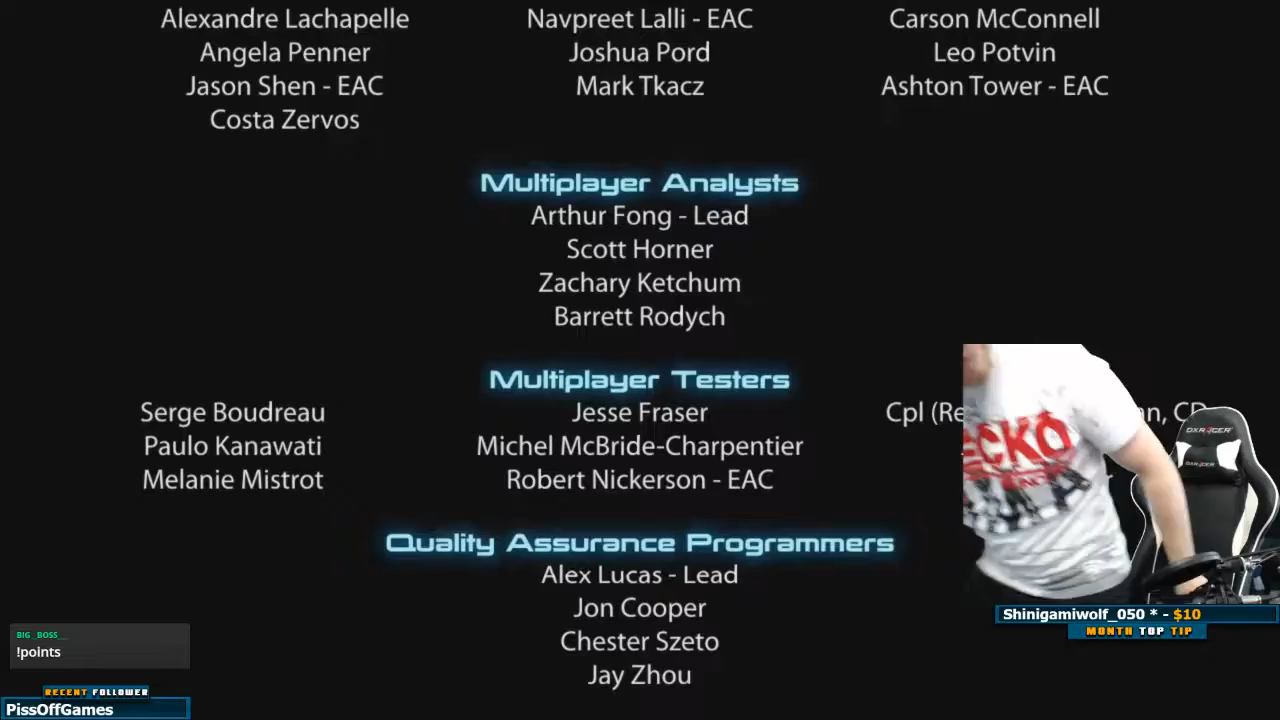 Alexandre Lachapelle Navpreet Lalli - EAC Carson McConnell
Angela Penner Joshua Pord Leo Potvin
Jason Shen - EAC Mark Tkacz Ashton Tower - EAC
Costa Zervos
Multiplayer Analysts
Arthur Fong - Lead
Scott Horner
Zachary Ketchum
Barrett Rodych
Multiplayer Testers
Serge Boudreau Jesse Fraser Cpl
Paulo Kanawati Michel McBride-Charpentier
Melanie Mistrot Robert Nickerson - EAC
Quality Assurance Programmers
Alex Lucas - Lead
Jon Cooper
Chester Szeto
Jay Zhou
DXRACER
DXRACER
Shinigamiwolf_050 * - $10
MONTH TOP TIP
BIG_BOSS__
!points
RECENT FOLLOWER
PissOffGames